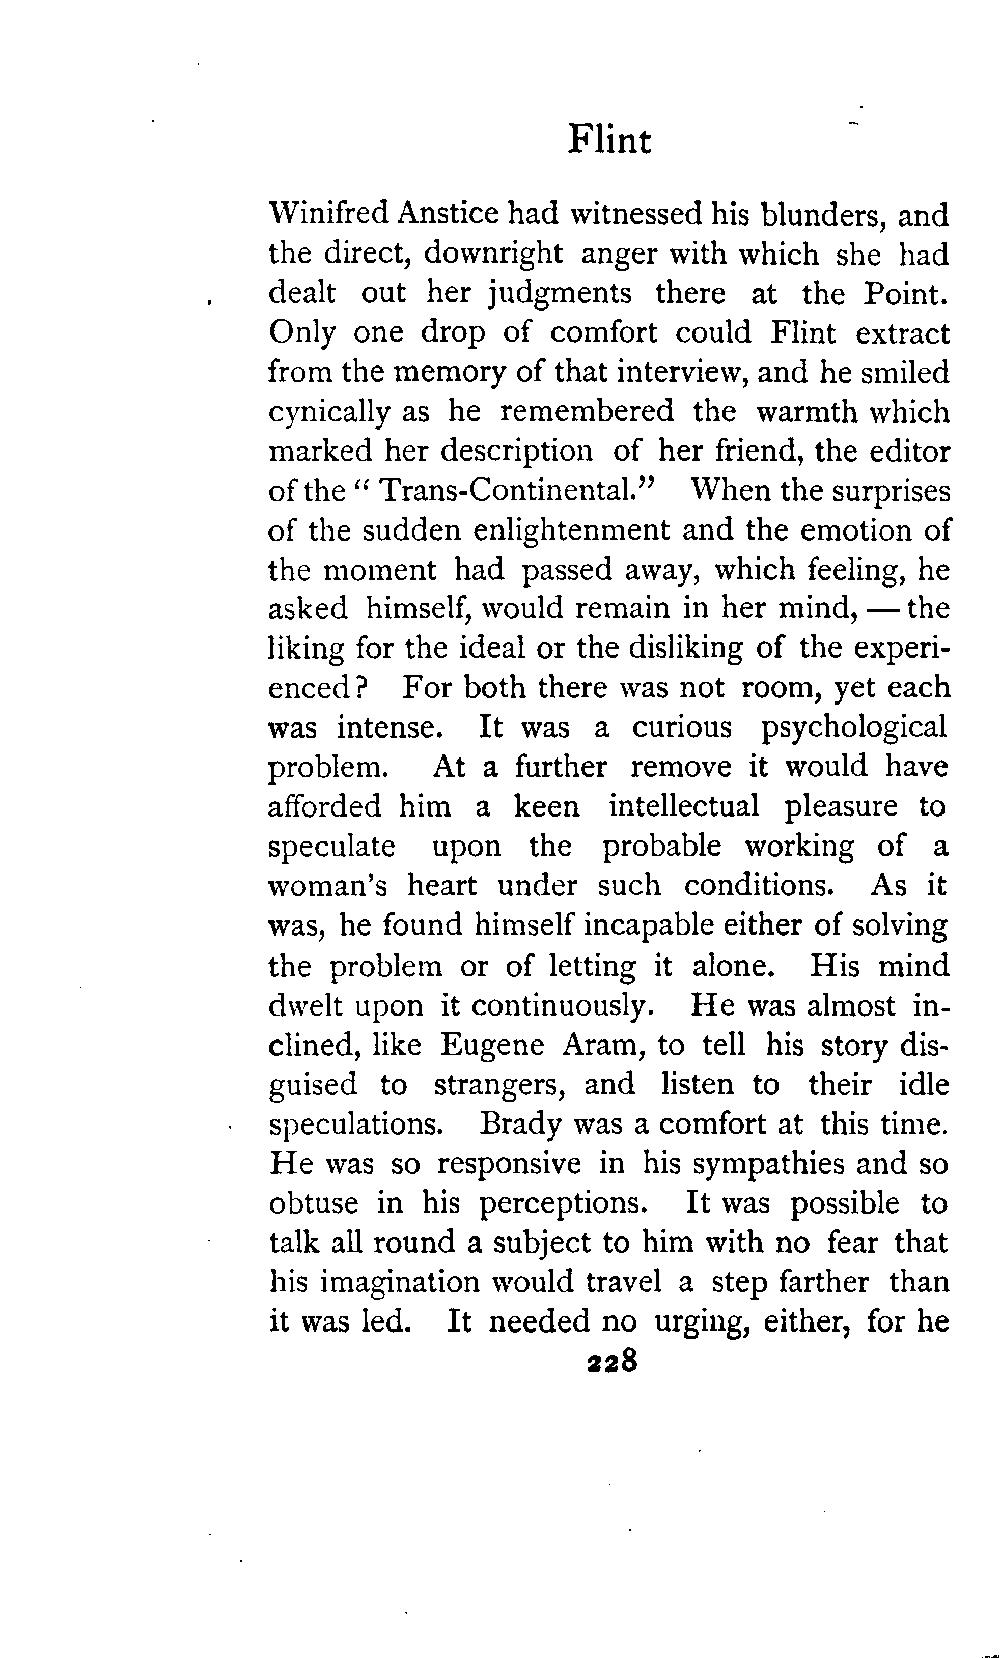 Flint
Winifred Anstice had witnessed his blunders, and
the direct, downright anger with which she had
dealt out her judgments there at the Point.
Only one drop of comfort could Flint extract
from the memory of that interview, and he smiled
cynically as he remembered the warmth which
marked her description of her friend, the editor
of the “ Trans-Continental.” When the surprises
of the sudden enlightenment and the emotion of
the moment had passed away, which feeling, he
asked himself, would remain in her mind, — the
liking for the ideal or the disliking of the experi-
enced? For both there was not room, yet each
was intense. It was a curious psychological
problem. At a further remove it would have
afforded him a keen intellectual pleasure to
speculate upon the probable working of a
woman's heart under such conditions. As it
was, he found himself incapable either of solving
the problem or of letting it alone. His mind
dwelt upon it continuously. He was almost in-
clined, like Eugene Aram, to tell his story dis-
guised to strangers, and listen to their idle
speculations. Brady was a comfort at this time.
He was so responsive in his sympathies and so
obtuse in his perceptions. It was possible to
talk all round a subject to him with no fear that
his imagination would travel a step farther than
it was led. It needed no urging, either, for he
228